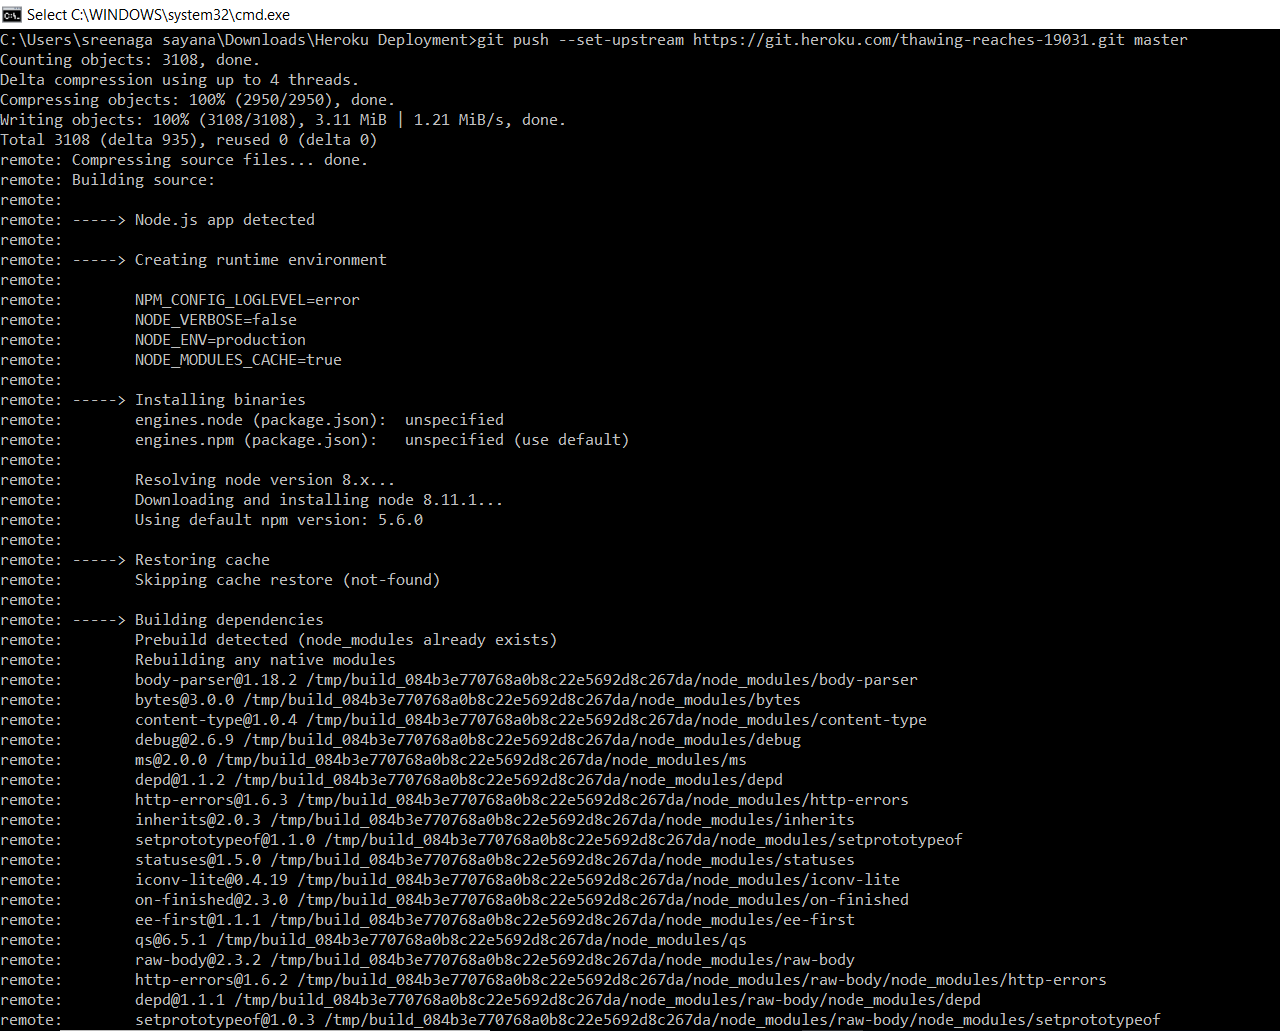 Select C:\WINDOWS\system32\cmd.exe
C:\Users\sreenaga sayana\Downloads\Heroku Deployment>git push --set-upstream https://git.heroku.com/thawing-reaches-19031.git master
Counting objects: 3108, done.
Delta compression using up to 4 threads.
Compressing objects: 100% (2950/2950), done.
Writing objects: 100% (3108/3108), 3.11 MiB | 1.21 MiB/s, done.
Total 3108 (delta 935), reused 0 (delta 0)
remote: Compressing source files... done.
remote: Building source:
remote:
remote: -----> Node.js app detected
remote:
remote: -----> Creating runtime environment
remote:
remote:        NPM_CONFIG_LOGLEVEL=error
remote:        NODE_VERBOSE=false
remote:        NODE_ENV=production
remote:        NODE_MODULES_CACHE=true
remote:
remote: -----> Installing binaries
remote:        engines.node (package.json):  unspecified
remote:        engines.npm (package.json):   unspecified (use default)
remote:
remote:        Resolving node version 8.x...
remote:        Downloading and installing node 8.11.1...
remote:        Using default npm version: 5.6.0
remote:
remote: -----> Restoring cache
remote:        Skipping cache restore (not-found)
remote:
remote: -----> Building dependencies
remote:        Prebuild detected (node_modules already exists)
remote:        Rebuilding any native modules
remote:        body-parser@1.18.2 /tmp/build_084b3e770768a0b8c22e5692d8c267da/node_modules/body-parser
remote:        bytes@3.0.0 /tmp/build_084b3e770768a0b8c22e5692d8c267da/node_modules/bytes
remote:        content-type@1.0.4 /tmp/build_084b3e770768a0b8c22e5692d8c267da/node_modules/content-type
remote:        debug@2.6.9 /tmp/build_084b3e770768a0b8c22e5692d8c267da/node_modules/debug
remote:        ms@2.0.0 /tmp/build_084b3e770768a0b8c22e5692d8c267da/node_modules/ms
remote:        depd@1.1.2 /tmp/build_084b3e770768a0b8c22e5692d8c267da/node_modules/depd
remote:        http-errors@1.6.3 /tmp/build_084b3e770768a0b8c22e5692d8c267da/node_modules/http-errors
remote:        inherits@2.0.3 /tmp/build_084b3e770768a0b8c22e5692d8c267da/node_modules/inherits
remote:        setprototypeof@1.1.0 /tmp/build_084b3e770768a0b8c22e5692d8c267da/node_modules/setprototypeof
remote:        statuses@1.5.0 /tmp/build_084b3e770768a0b8c22e5692d8c267da/node_modules/statuses
remote:        iconv-lite@0.4.19 /tmp/build_084b3e770768a0b8c22e5692d8c267da/node_modules/iconv-lite
remote:        on-finished@2.3.0 /tmp/build_084b3e770768a0b8c22e5692d8c267da/node_modules/on-finished
remote:        ee-first@1.1.1 /tmp/build_084b3e770768a0b8c22e5692d8c267da/node_modules/ee-first
remote:        qs@6.5.1 /tmp/build_084b3e770768a0b8c22e5692d8c267da/node_modules/qs
remote:        raw-body@2.3.2 /tmp/build_084b3e770768a0b8c22e5692d8c267da/node_modules/raw-body
remote:        http-errors@1.6.2 /tmp/build_084b3e770768a0b8c22e5692d8c267da/node_modules/raw-body/node_modules/http-errors
remote:        depd@1.1.1 /tmp/build_084b3e770768a0b8c22e5692d8c267da/node_modules/raw-body/node_modules/depd
remote:        setprototypeof@1.0.3 /tmp/build_084b3e770768a0b8c22e5692d8c267da/node_modules/raw-body/node_modules/setprototypeof